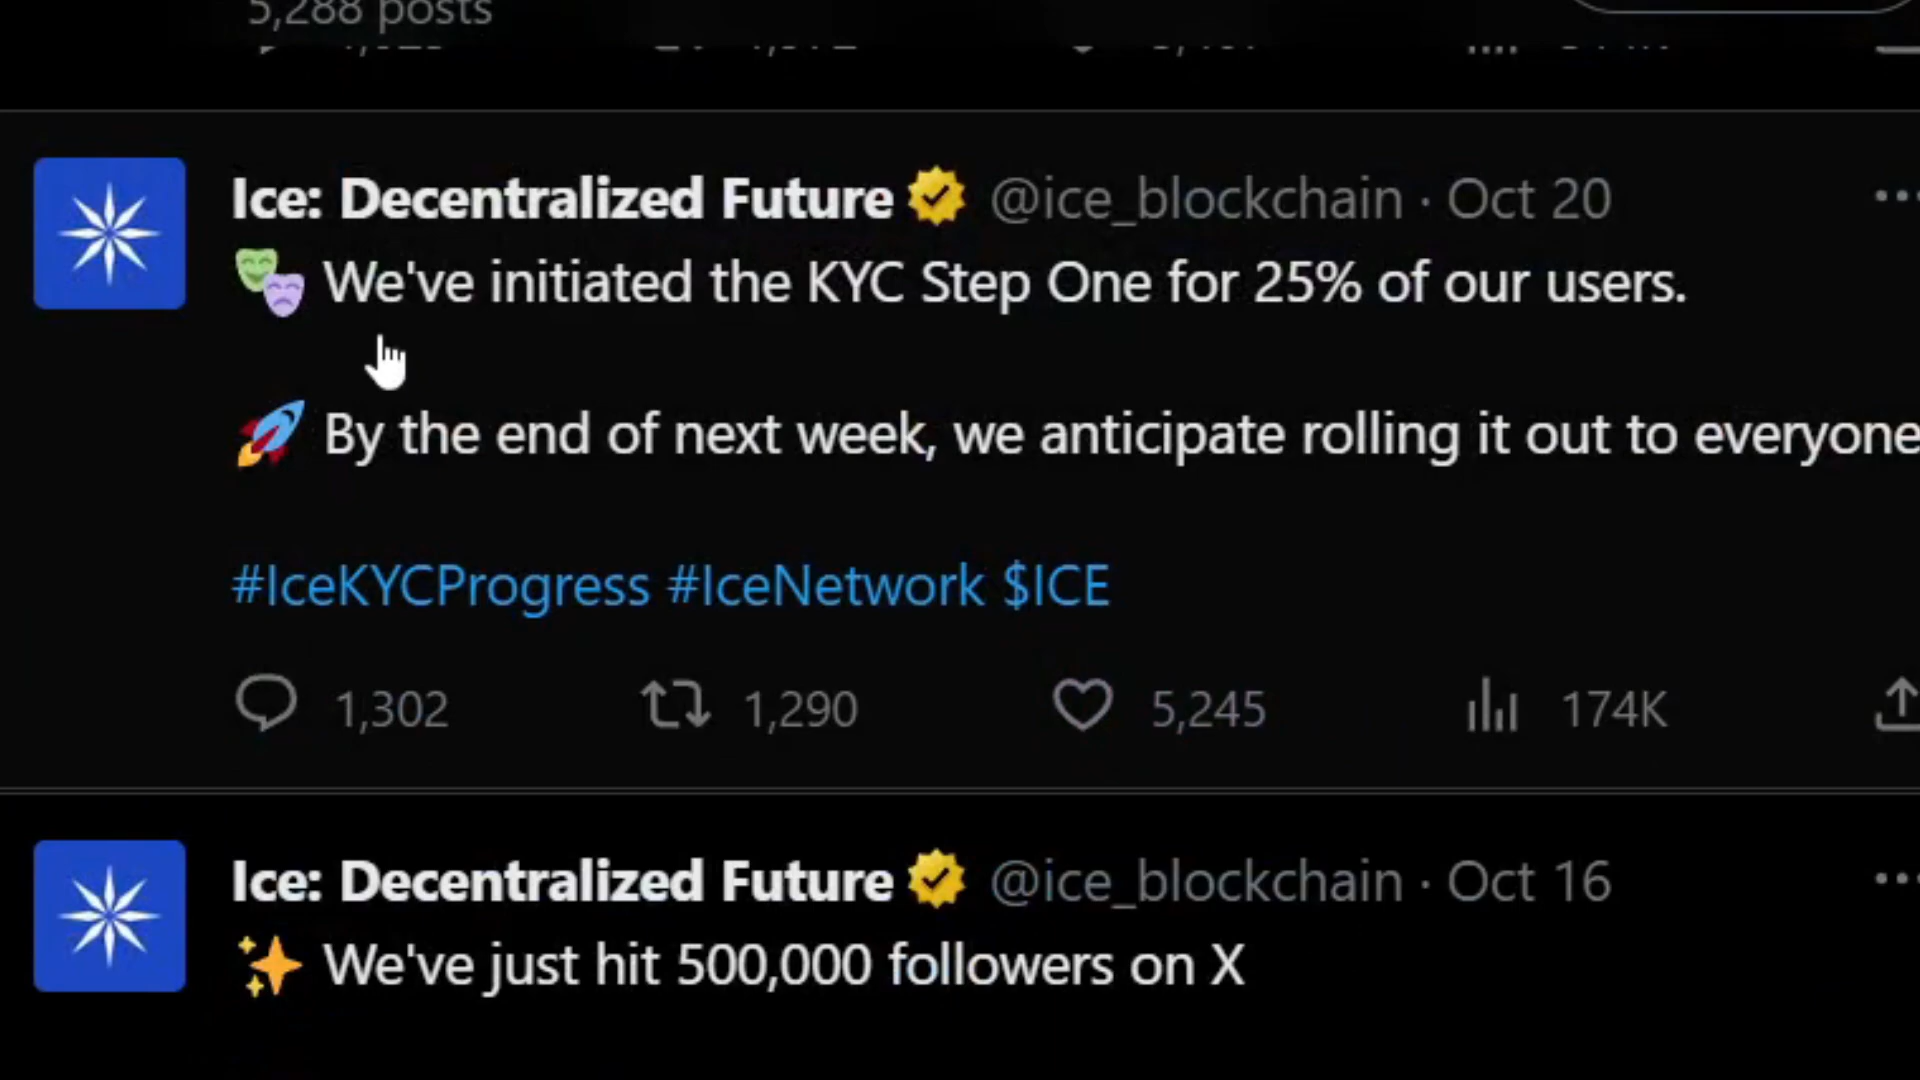 5,288 posts
Ice: Decentralized Future @ice_blockchain · Oct 20
We've initiated the KYC Step One for 25% of our users.
By the end of next week, we anticipate rolling it out to everyone
#IceKYCProgress #IceNetwork $ICE
1,302 1,290 5,245 174K
Ice: Decentralized Future @ice_blockchain · Oct 16
We've just hit 500,000 followers on X